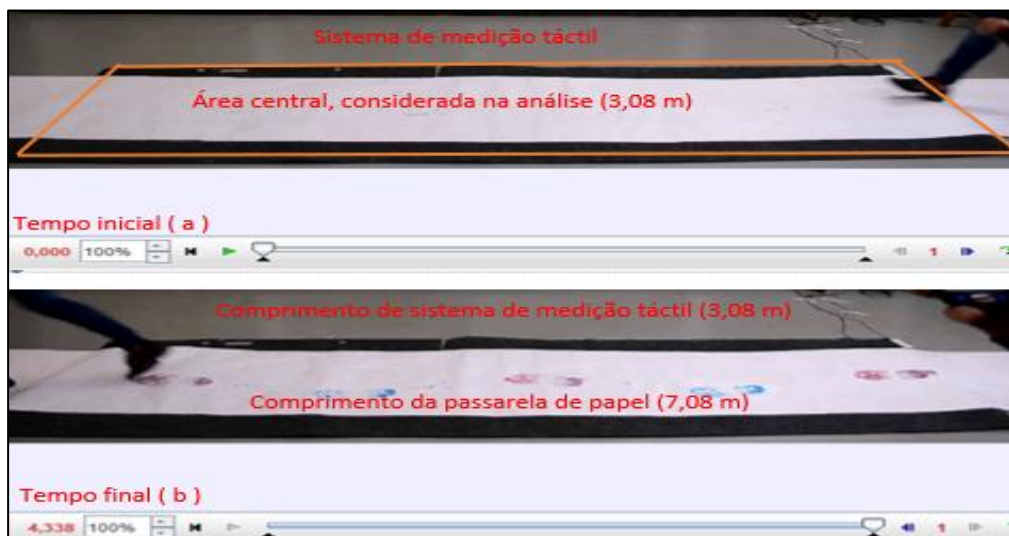 Sistema de medição táctil
Área central, considerada na análise (3,08 m)
Tempo inicial ( a )
0,000 100% 1
Comprimento de sistema de medição táctil (3,08 m)
Comprimento da passarela de papel (7,08 m)
Tempo final ( b )
4,338 100% 1